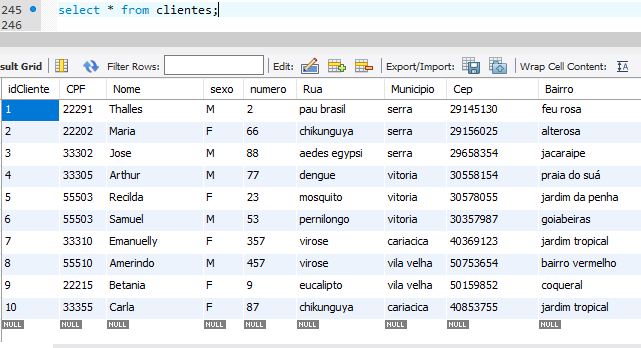 245 select * from clientes;
246
sult Grid Filter Rows: Edit: Export/Import: Wrap Cell Content:
idCliente CPF Nome sexo numero Rua Municipio Cep Bairro
1 22291 Thalles M 2 pau brasil serra 29145130 feu rosa
2 22202 Maria F 66 chikunguya serra 29156025 alterosa
3 33302 Jose M 88 aedes egypsi serra 29658354 jacaraipe
4 33305 Arthur M 77 dengue vitoria 30558154 praia do suá
5 55503 Recilda F 23 mosquito vitoria 30578055 jardim da penha
6 55503 Samuel M 53 pernilongo vitoria 30357987 goiabeiras
7 33310 Emanuelly F 357 virose cariacica 40369123 jardim tropical
8 55510 Amerindo M 457 virose vila velha 50753654 bairro vermelho
9 22215 Betania F 9 eucalipto vila velha 50159852 coqueral
10 33355 Carla F 87 chikunguya cariacica 40853755 jardim tropical
NULL NULL NULL NULL NULL NULL NULL NULL NULL